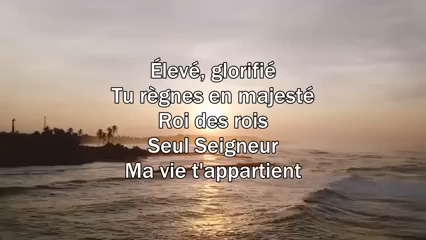 Élevé, glorifié
Tu règnes en majesté
Roi des rois
Seul Seigneur
Ma vie t'appartient